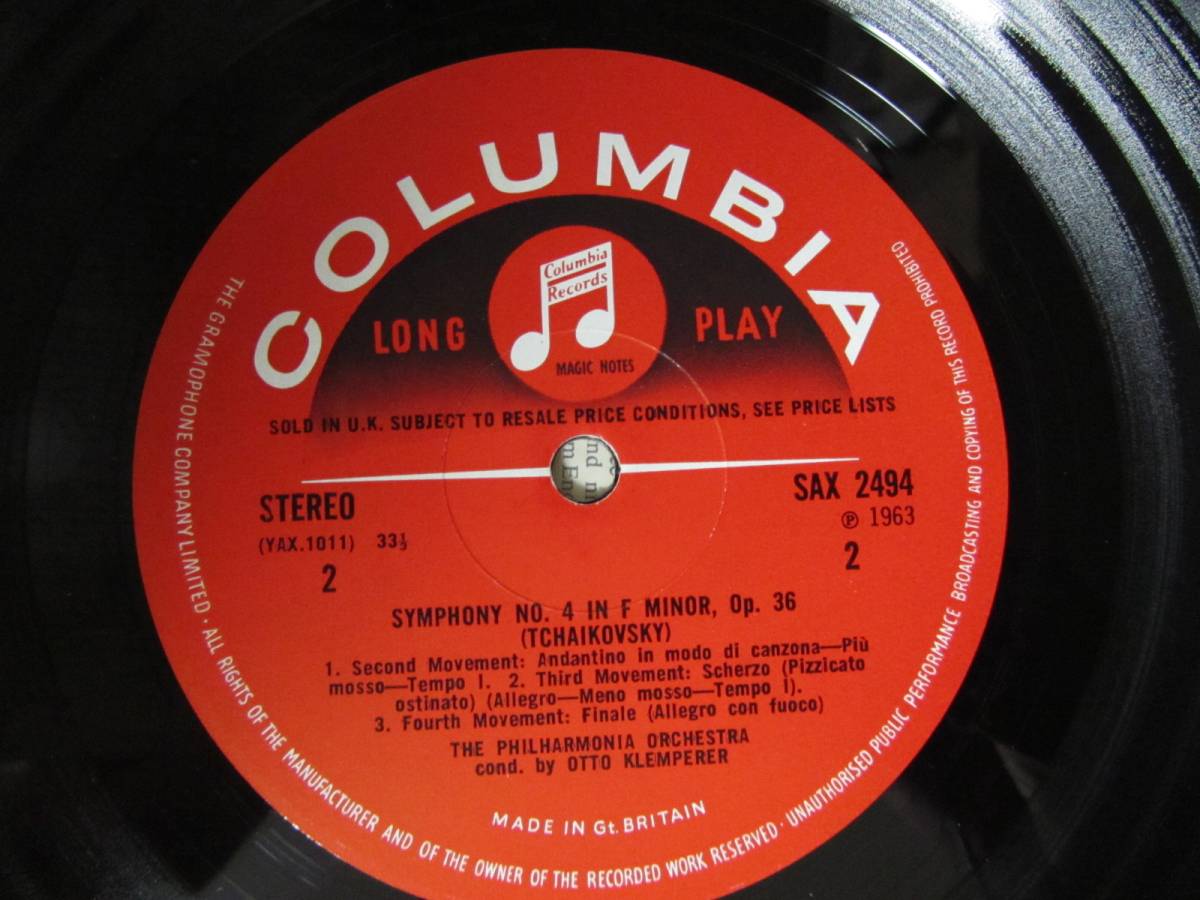 COLUMBIA
Columbia
Records
LONG PLAY
MAGIC NOTES
SOLD IN U.K. SUBJECT TO RESALE PRICE CONDITIONS, SEE PRICE LISTS
STEREO SAX 2494
(YAX.1011) 33⅓ ℗ 1963
2 2
SYMPHONY NO. 4 IN F MINOR, Op. 36
(TCHAIKOVSKY)
1. Second Movement: Andantino in modo di canzona—Più
mosso—Tempo I. 2. Third Movement: Scherzo (Pizzicato
ostinato) (Allegro—Meno mosso—Tempo I).
3. Fourth Movement: Finale (Allegro con fuoco)
THE PHILHARMONIA ORCHESTRA
cond. by OTTO KLEMPERER
MADE IN Gt. BRITAIN
THE GRAMOPHONE COMPANY LIMITED · ALL RIGHTS OF THE MANUFACTURER AND OF THE OWNER OF THE RECORDED WORK RESERVED · UNAUTHORISED PUBLIC PERFORMANCE BROADCASTING AND COPYING OF THIS RECORD PROHIBITED